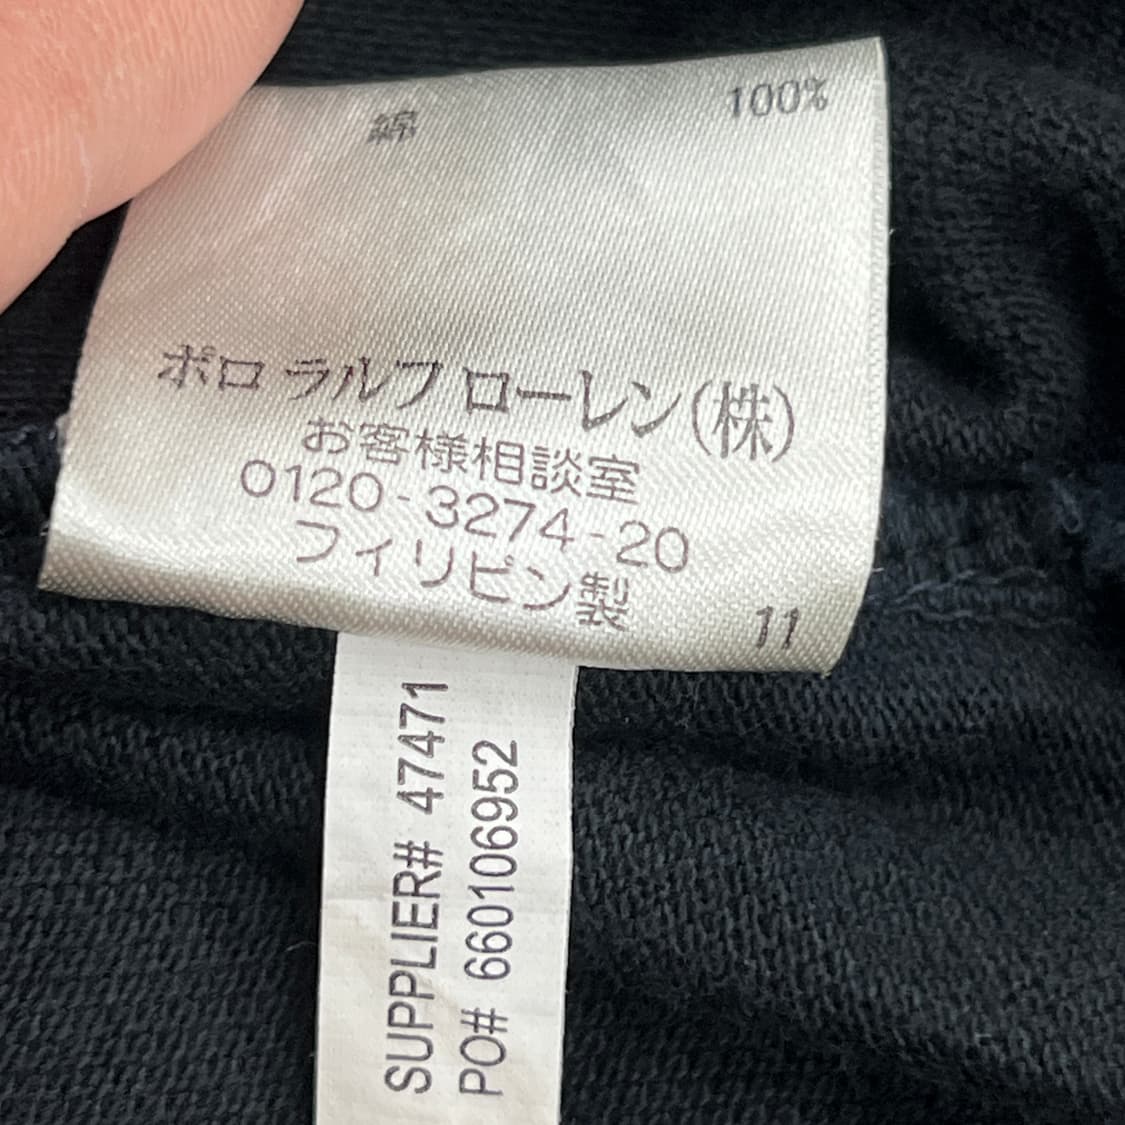 綿 100%
ポロ ラルフ ローレン(株)
お客様相談室
0120-3274-20
フィリピン製
11
SUPPLIER# 47471
PO# 660106952